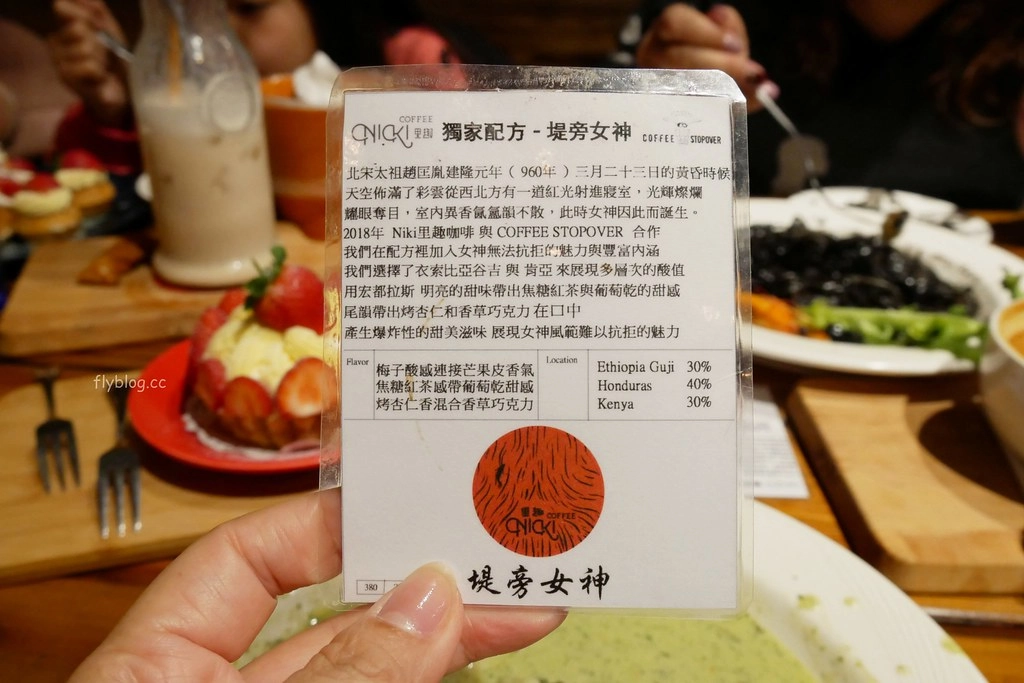 COFFEE
NICKI 里趣 獨家配方 - 堤旁女神 COFFEE STOPOVER
北宋太祖趙匡胤建隆元年（960年）三月二十三日的黃昏時候
天空佈滿了彩雲從西北方有一道紅光射進寢室，光輝燦爛
耀眼奪目，室內異香氤氳韻不散，此時女神因此而誕生。
2018年 Niki里趣咖啡 與 COFFEE STOPOVER 合作
我們在配方裡加入女神無法抗拒的魅力與豐富內涵
我們選擇了衣索比亞谷吉 與 肯亞 來展現多層次的酸值
用宏都拉斯 明亮的甜味帶出焦糖紅茶與葡萄乾的甜感
尾韻帶出烤杏仁和香草巧克力 在口中
產生爆炸性的甜美滋味 展現女神風範難以抗拒的魅力
Flavor 梅子酸感連接芒果皮香氣 Location Ethiopia Guji 30%
焦糖紅茶感帶葡萄乾甜感 Honduras 40%
烤杏仁香混合香草巧克力 Kenya 30%
flyblog.cc
里趣 COFFEE
NICKI
380
堤旁女神